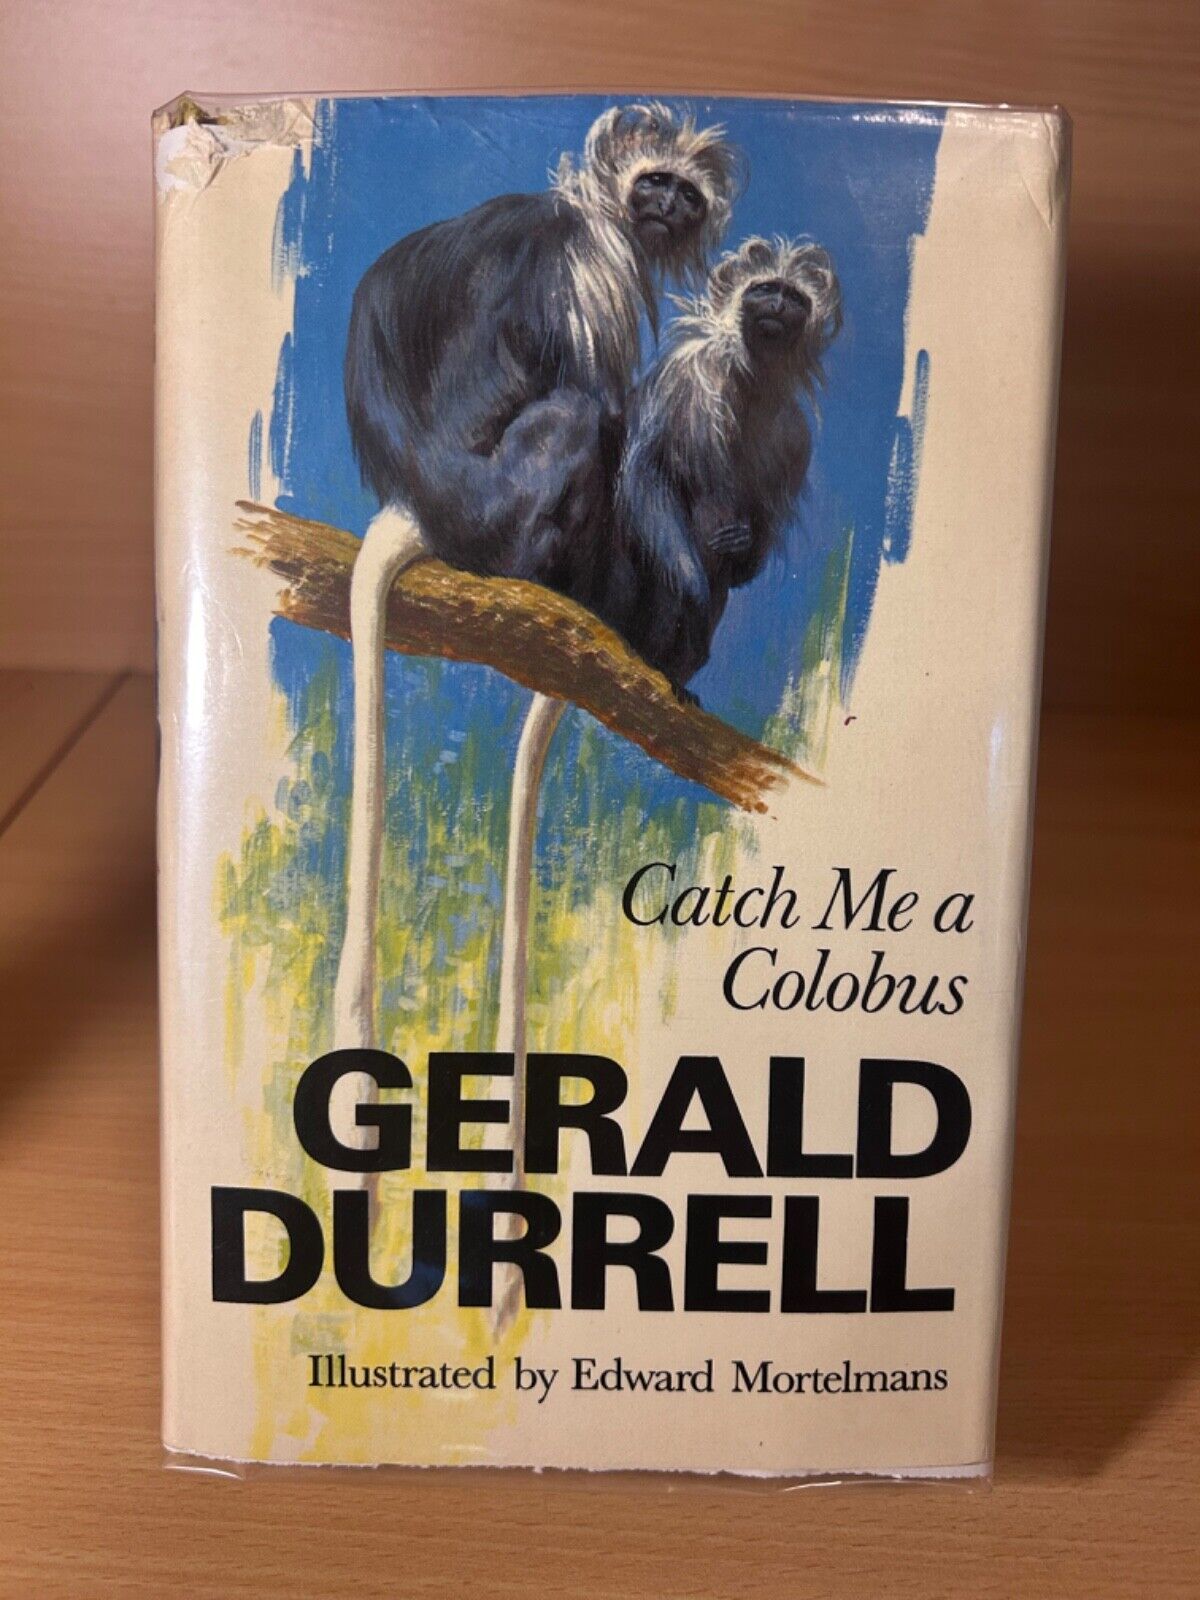 Catch Me a
Colobus
GERALD
DURRELL
Illustrated by Edward Mortelmans